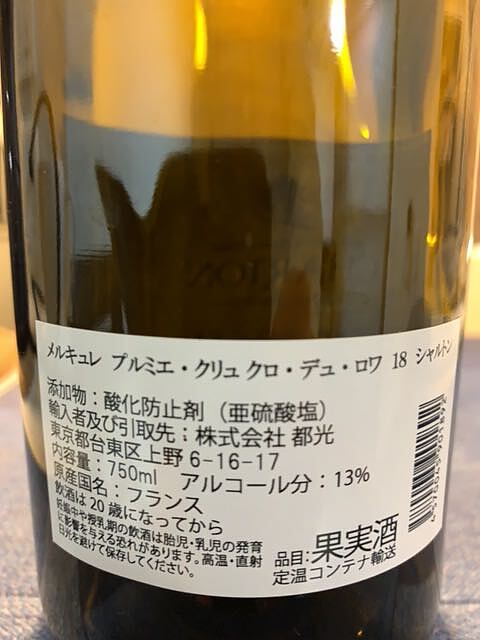 メルキュレ プルミエ・クリュ クロ・デュ・ロワ 18 シャルトン
添加物：酸化防止剤（亜硫酸塩）
輸入者及び引取先；株式会社 都光
東京都台東区上野 6-16-17
内容量：750ml アルコール分：13%
原産国名：フランス
飲酒は20歳になってから
妊娠中や授乳期の飲酒は胎児・乳児の発育
に影響を与える恐れがあります。高温・直射
日光を避けて保存してください。
品目：果実酒
定温コンテナ輸送